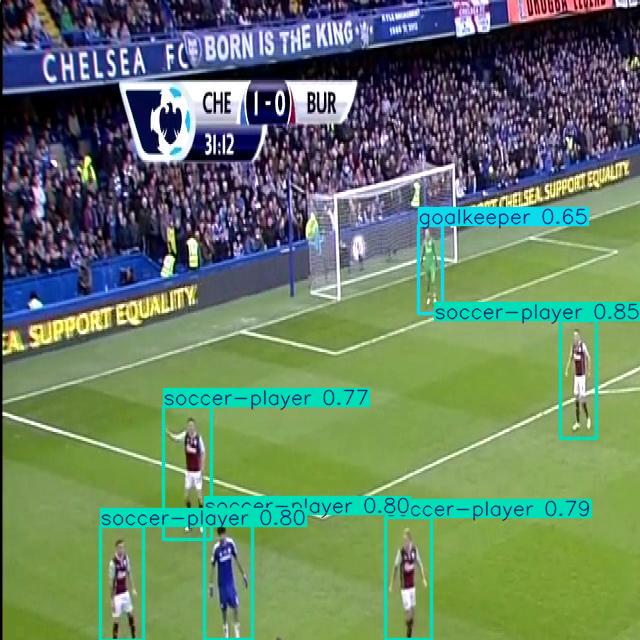 CHELSEA FC BORN IS THE KING
CHE 1-0 BUR
31:12
CHELSEA. SUPPORT EQUALITY.
goalkeeper 0.65
EA. SUPPORT EQUALITY.
soccer-player 0.85
soccer-player 0.77
soccer-player 0.80
soccer-player 0.80
ccer-player 0.79